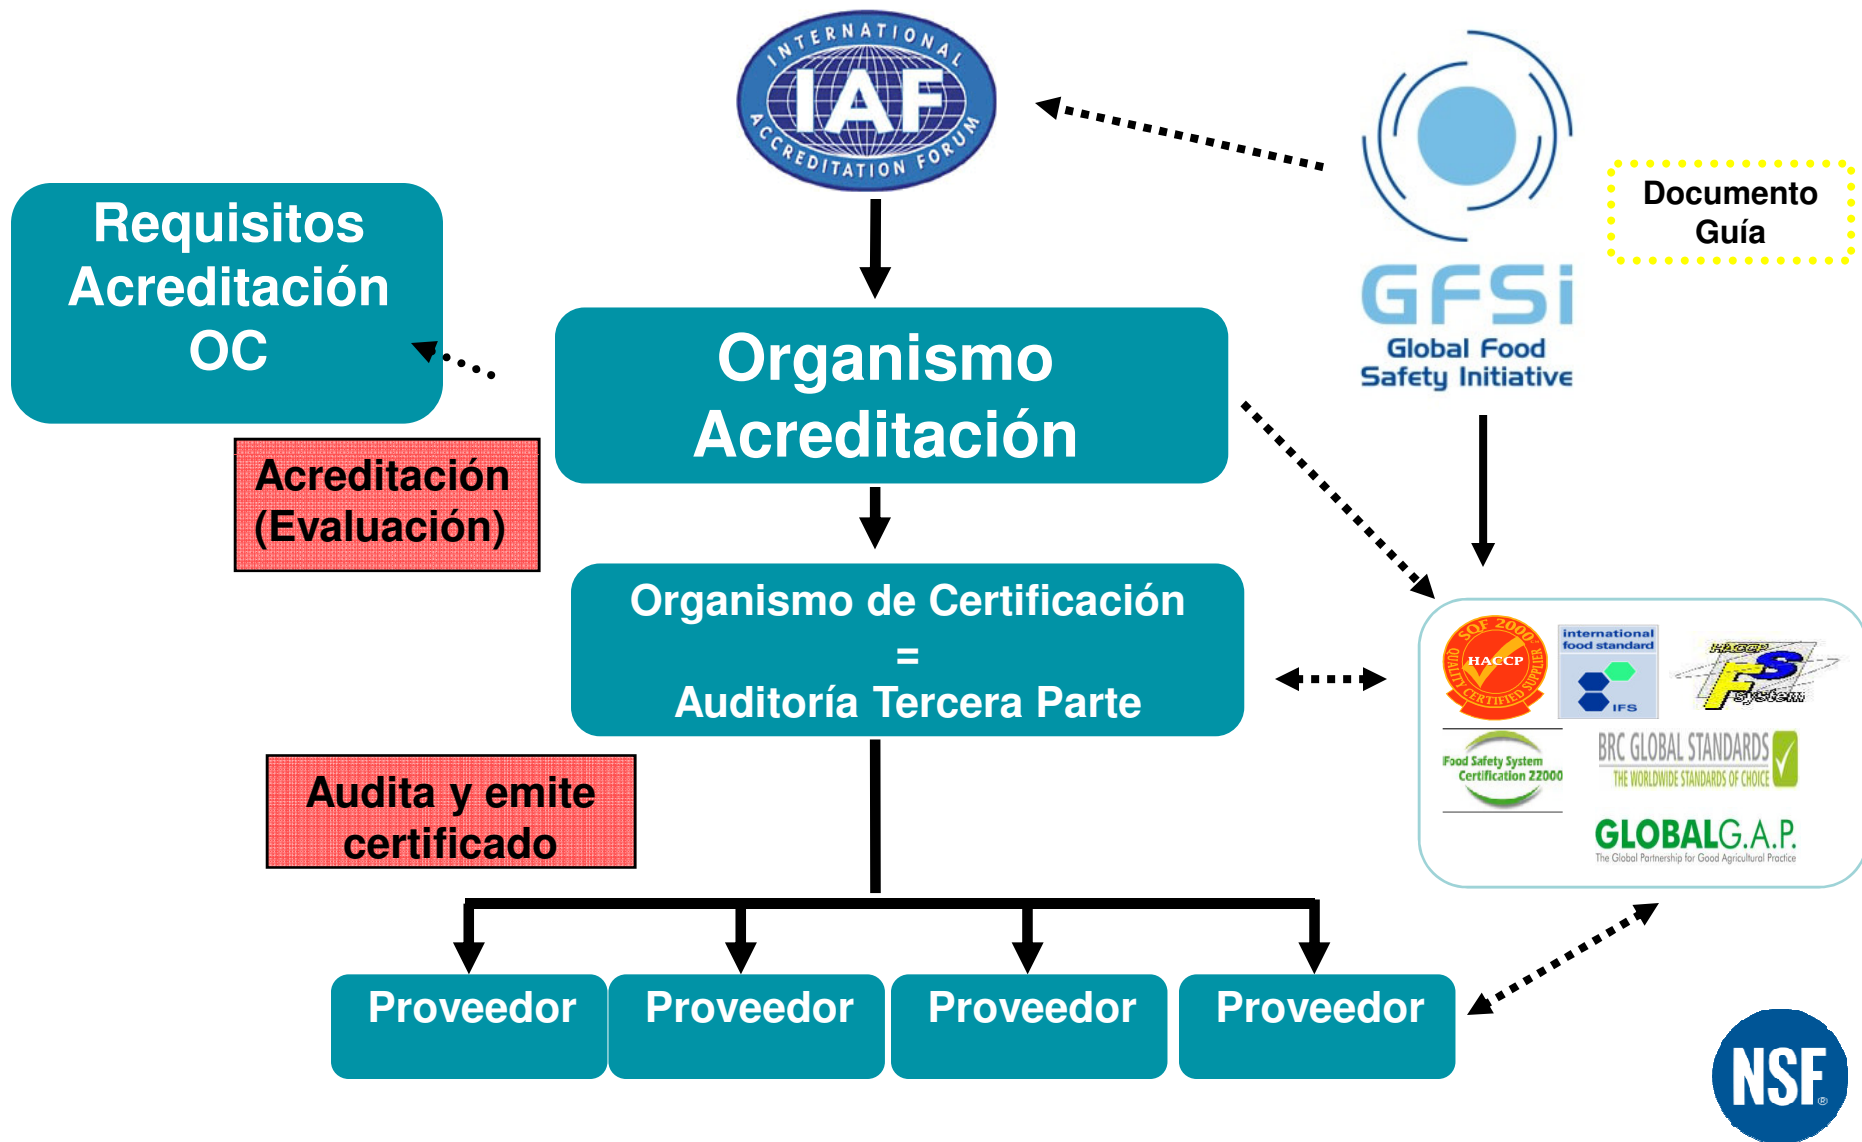 INTERNATIONAL
IAF
ACCREDITATION FORUM
GFSi
Global Food
Safety Initiative
Documento
Guía
Requisitos
Acreditación
OC
Organismo
Acreditación
Acreditación
(Evaluación)
Organismo de Certificación
=
Auditoría Tercera Parte
SQF 2000
HACCP
QUALITY CERTIFIED SUPPLIER
international
food standard
IFS
HACCP
FS
system
Food Safety System
Certification 22000
BRC GLOBAL STANDARDS
THE WORLDWIDE STANDARDS OF CHOICE
GLOBALG.A.P.
The Global Partnership for Good Agricultural Practice
Audita y emite
certificado
Proveedor
Proveedor
Proveedor
Proveedor
NSF®